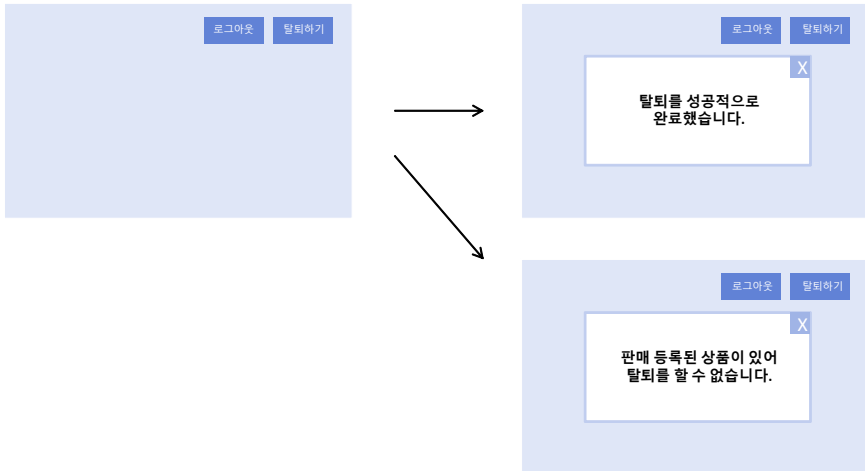 로그아웃
탈퇴하기
로그아웃
탈퇴하기
X
탈퇴를 성공적으로
완료했습니다.
로그아웃
탈퇴하기
X
판매 등록된 상품이 있어
탈퇴를 할 수 없습니다.